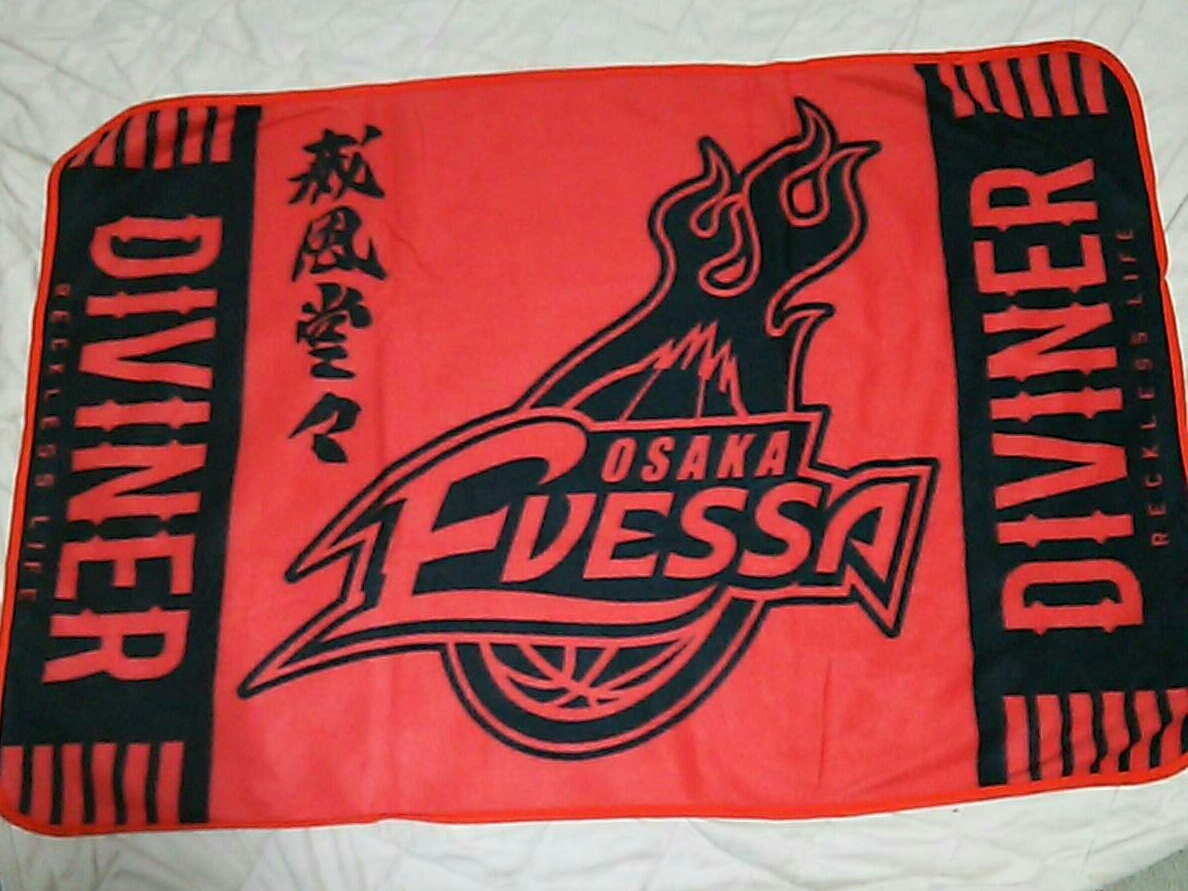 DIVINER
RECKLESS LIFE
威風堂々
OSAKA
EVESSA
DIVINER
RECKLESS LIFE